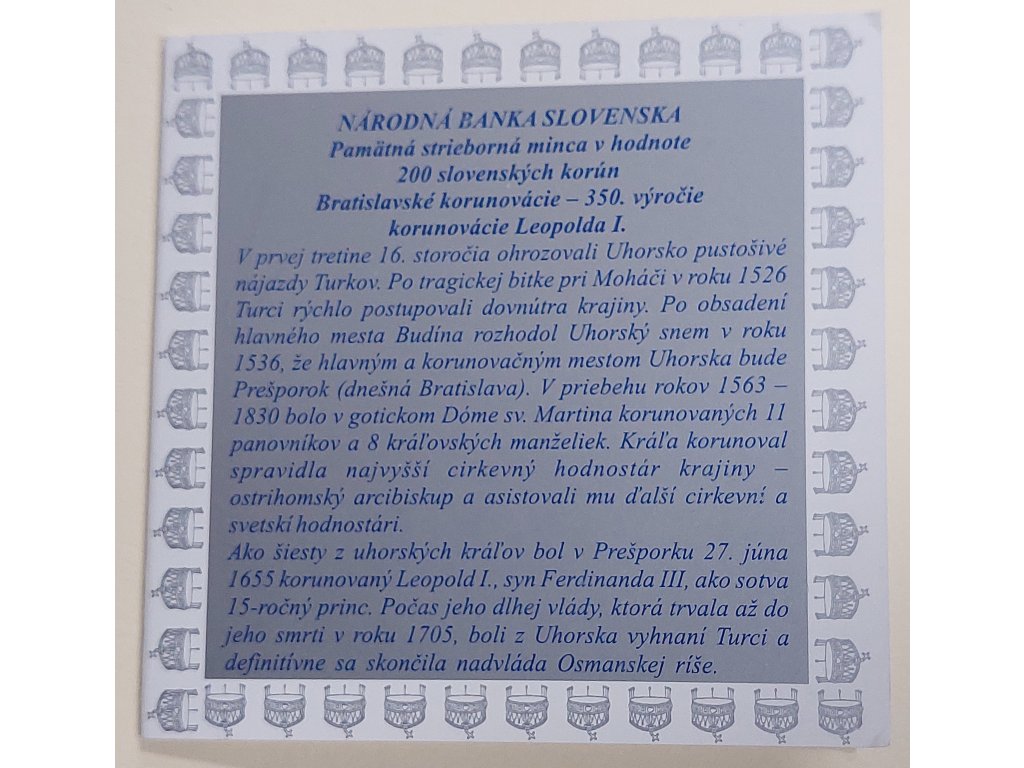 NÁRODNÁ BANKA SLOVENSKA
Pamätná strieborná minca v hodnote
200 slovenských korún
Bratislavské korunovácie – 350. výročie
korunovácie Leopolda I.
V prvej tretine 16. storočia ohrozovali Uhorsko pustošivé
nájazdy Turkov. Po tragickej bitke pri Moháči v roku 1526
Turci rýchlo postupovali dovnútra krajiny. Po obsadení
hlavného mesta Budína rozhodol Uhorský snem v roku
1536, že hlavným a korunovačným mestom Uhorska bude
Prešporok (dnešná Bratislava). V priebehu rokov 1563 –
1830 bolo v gotickom Dóme sv. Martina korunovaných 11
panovníkov a 8 kráľovských manželiek. Kráľa korunoval
spravidla najvyšší cirkevný hodnostár krajiny –
ostrihomský arcibiskup a asistovali mu ďalší cirkevní a
svetskí hodnostári.
Ako šiesty z uhorských kráľov bol v Prešporku 27. júna
1655 korunovaný Leopold I., syn Ferdinanda III, ako sotva
15-ročný princ. Počas jeho dlhej vlády, ktorá trvala až do
jeho smrti v roku 1705, boli z Uhorska vyhnaní Turci a
definitívne sa skončila nadvláda Osmanskej ríše.